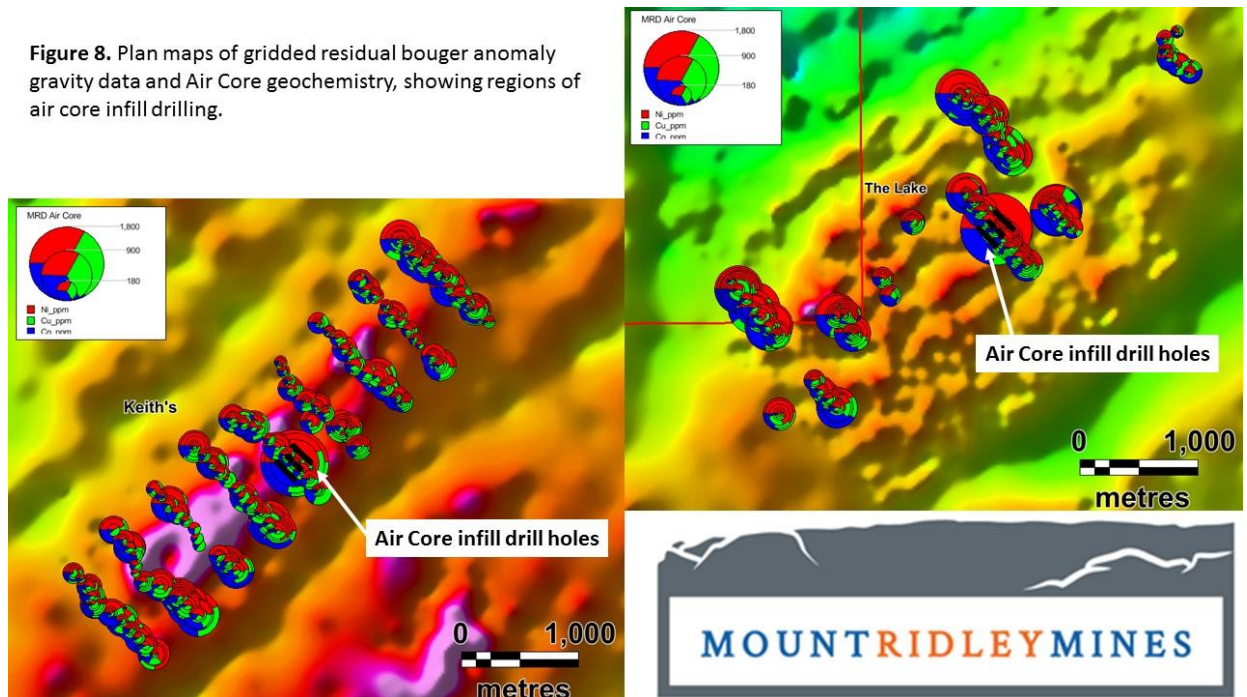 Figure 8. Plan maps of gridded residual bouger anomaly
gravity data and Air Core geochemistry, showing regions of
air core infill drilling.
MRD Air Core
1,800
900
180
Ni_ppm
Cu_ppm
Co_ppm
Keith's
Air Core infill drill holes
0 1,000
metres
MRD Air Core
1,800
900
180
Ni_ppm
Cu_ppm
Co_ppm
The Lake
Air Core infill drill holes
0 1,000
metres
MOUNTRIDLEYMINES